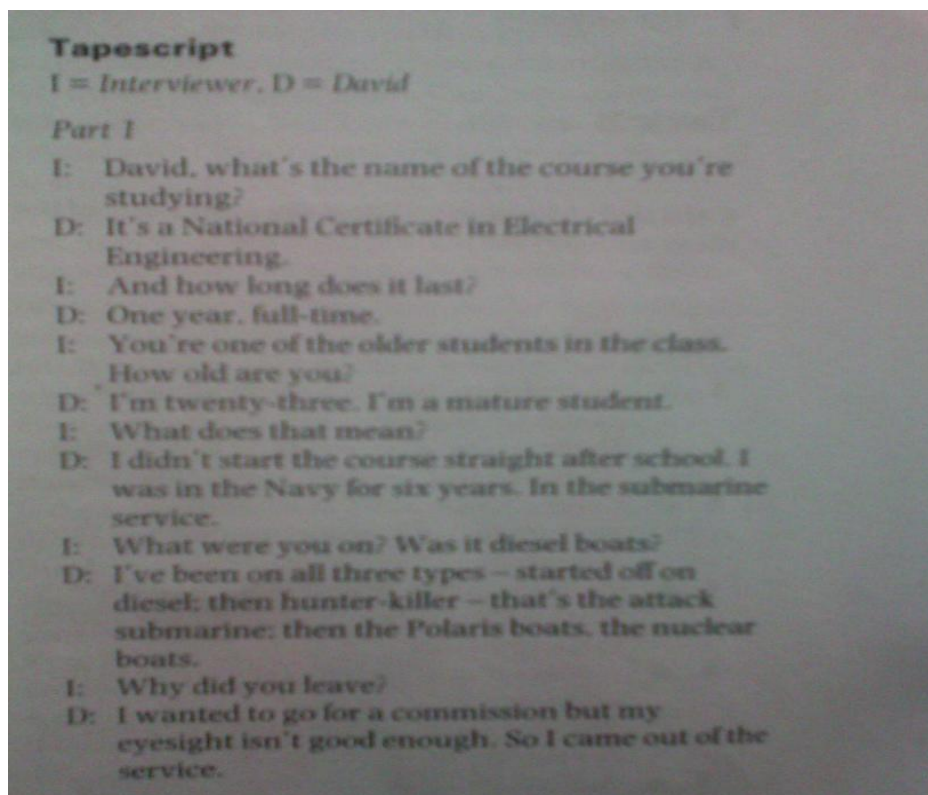 Tapescript
I = Interviewer, D = David
Part 1
I: David, what's the name of the course you're
studying?
D: It's a National Certificate in Electrical
Engineering.
I: And how long does it last?
D: One year, full-time.
I: You're one of the older students in the class.
How old are you?
D: I'm twenty-three. I'm a mature student.
I: What does that mean?
D: I didn't start the course straight after school. I
was in the Navy for six years. In the submarine
service.
I: What were you on? Was it diesel boats?
D: I've been on all three types – started off on
diesel; then hunter-killer – that's the attack
submarine; then the Polaris boats, the nuclear
boats.
I: Why did you leave?
D: I wanted to go for a commission but my
eyesight isn't good enough. So I came out of the
service.